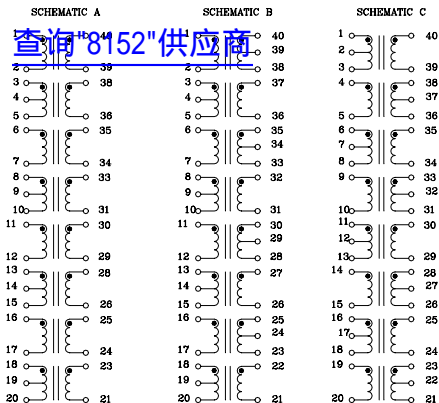 SCHEMATIC A SCHEMATIC B SCHEMATIC C
查询"8152"供应商
1 40 1 40 1 40
39 2
2 39 2 38 3 39
3 38 3 37 4 38
4 4 37
5 36 5 36 5 36
6 35 6 35 6 35
34 7
7 34 7 33 8 34
8 33 8 32 9 33
9 9 32
10 31 10 31 10 31
11 30 11 30 11 30
29 12
12 29 12 28 13 29
13 28 13 27 14 28
14 14 27
15 26 15 26 15 26
16 25 16 25 16 25
24 17
17 24 17 23 18 24
18 23 18 22 19 23
19 19 22
20 21 20 21 20 21